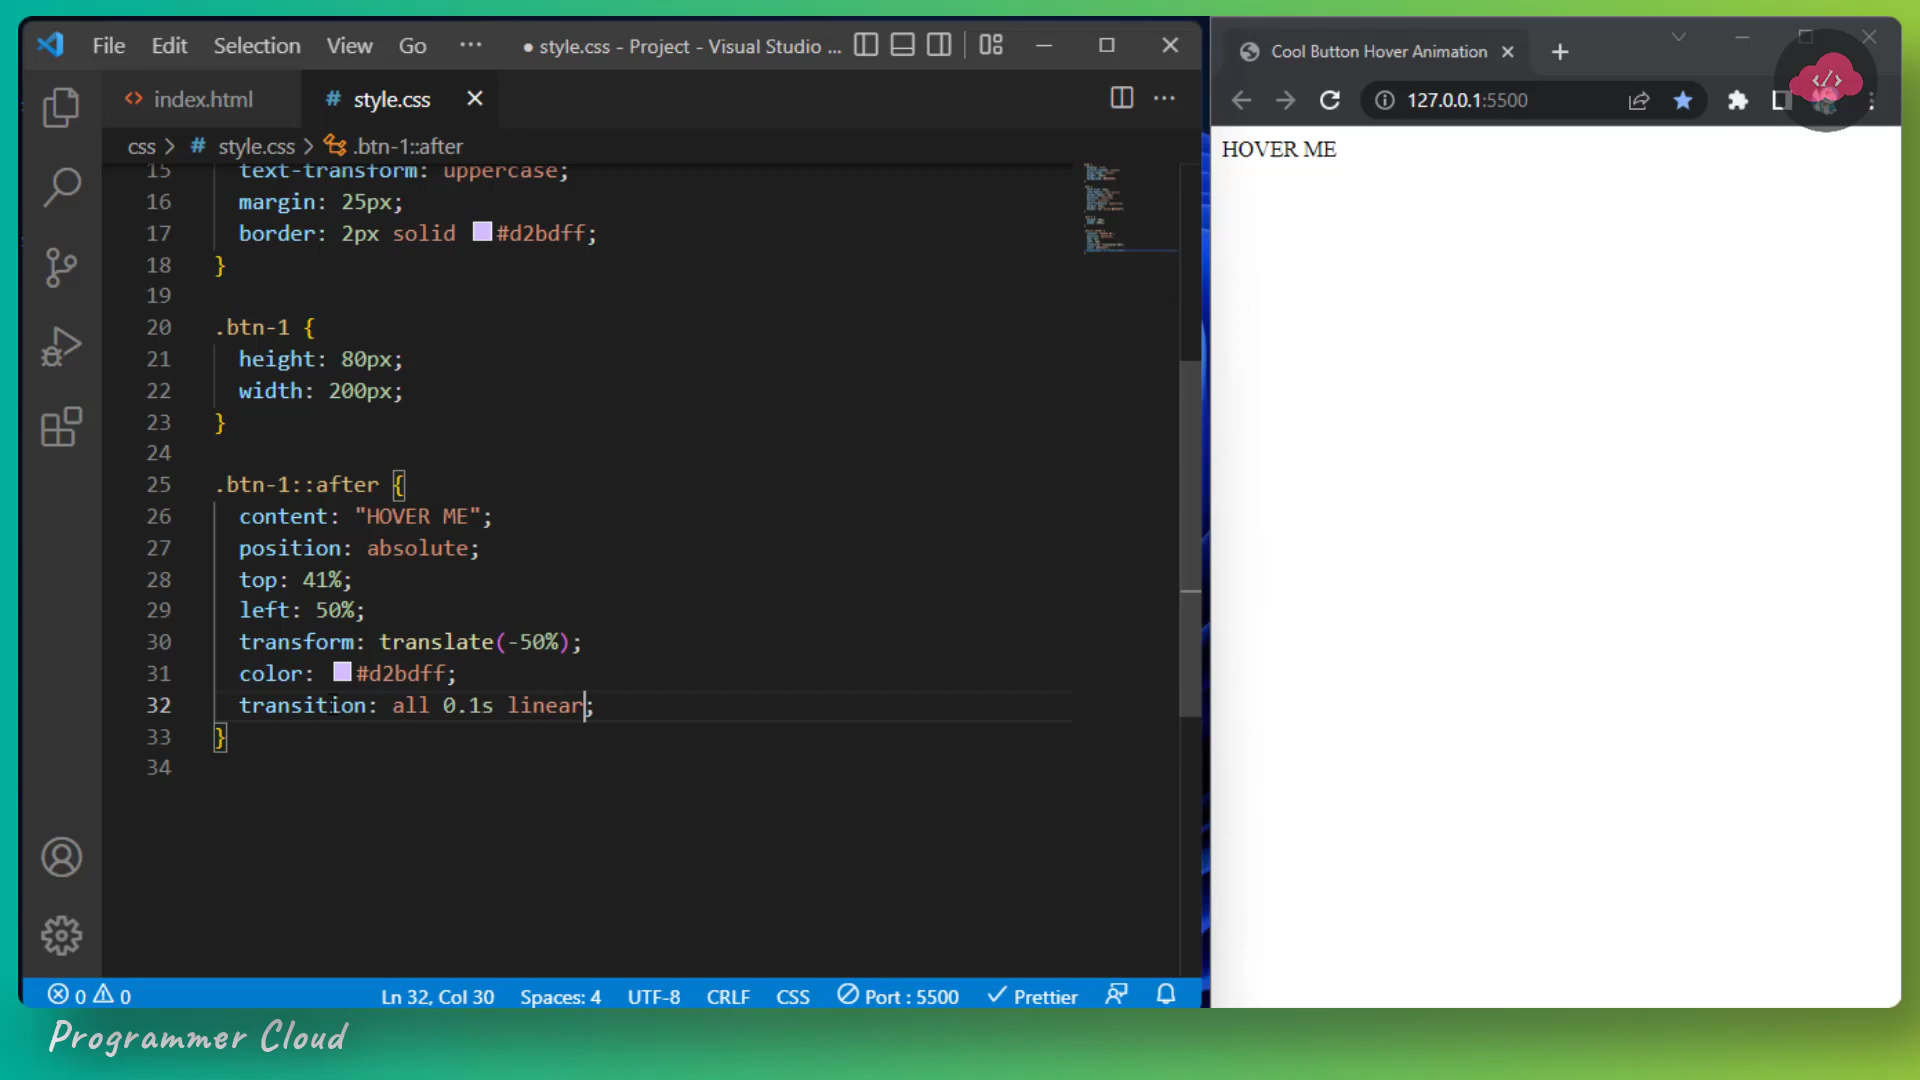 File Edit Selection View Go ··· ● style.css - Project - Visual Studio ...
index.html # style.css
css > # style.css > .btn-1::after
15 text-transform: uppercase;
16 margin: 25px;
17 border: 2px solid #d2bdff;
18 }
19
20 .btn-1 {
21 height: 80px;
22 width: 200px;
23 }
24
25 .btn-1::after {
26 content: "HOVER ME";
27 position: absolute;
28 top: 41%;
29 left: 50%;
30 transform: translate(-50%);
31 color: #d2bdff;
32 transition: all 0.1s linear;
33 }
34
0 0 Ln 32, Col 30 Spaces: 4 UTF-8 CRLF CSS Port : 5500 Prettier
Programmer Cloud
Cool Button Hover Animation
127.0.0.1:5500
HOVER ME